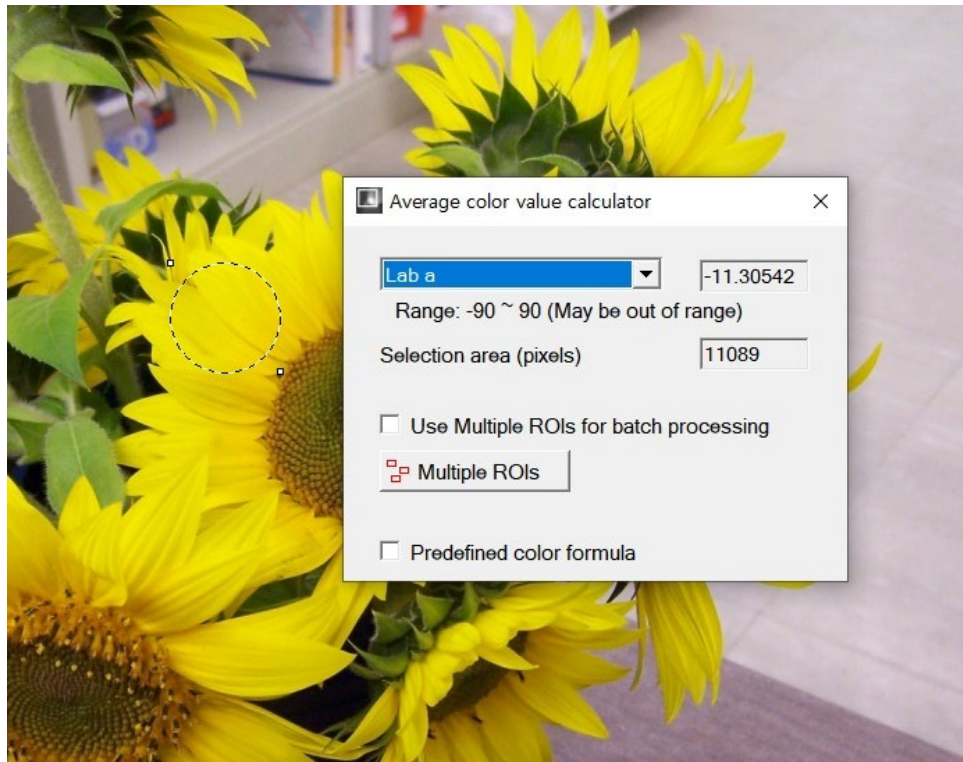 Average color value calculator
Lab a
-11.30542
Range: -90 ~ 90 (May be out of range)
Selection area (pixels)
11089
Use Multiple ROIs for batch processing
Multiple ROIs
Predefined color formula